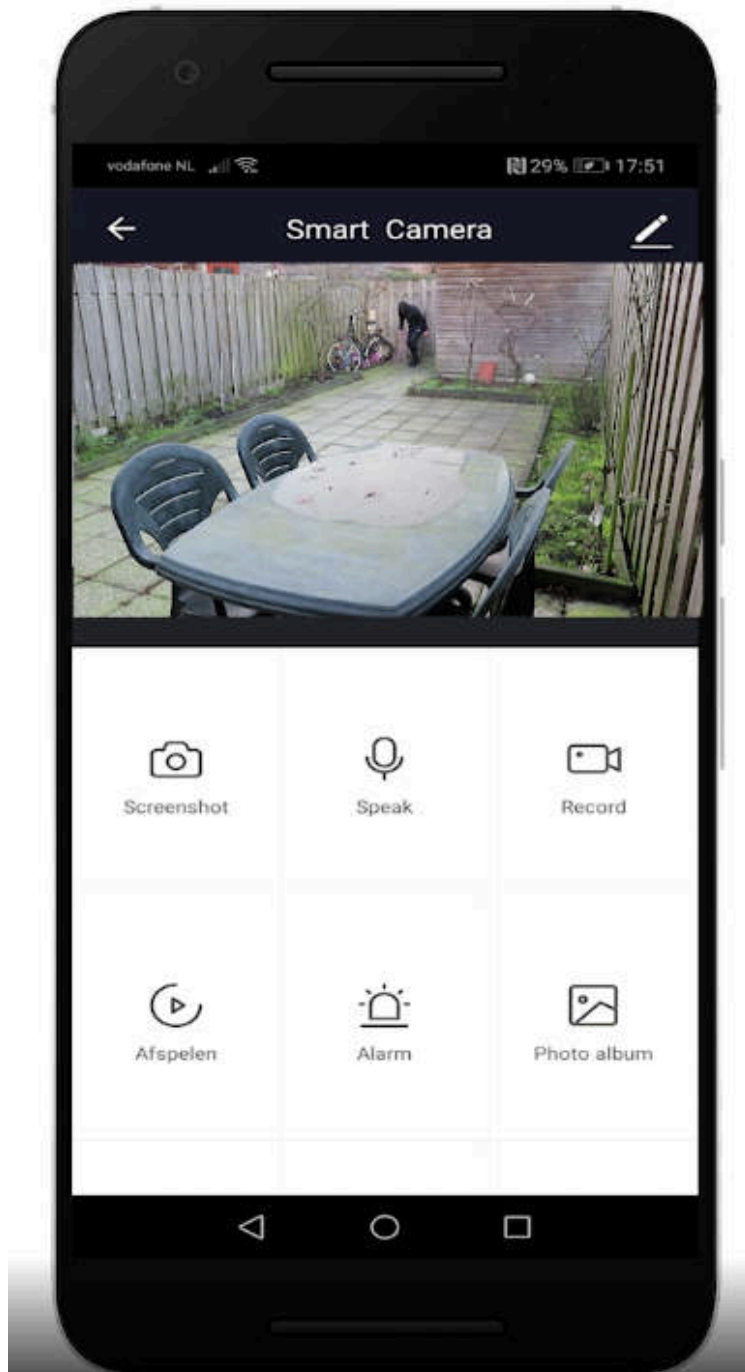 vodafone NL 29% 17:51
Smart Camera
Screenshot Speak Record
Afspelen Alarm Photo album